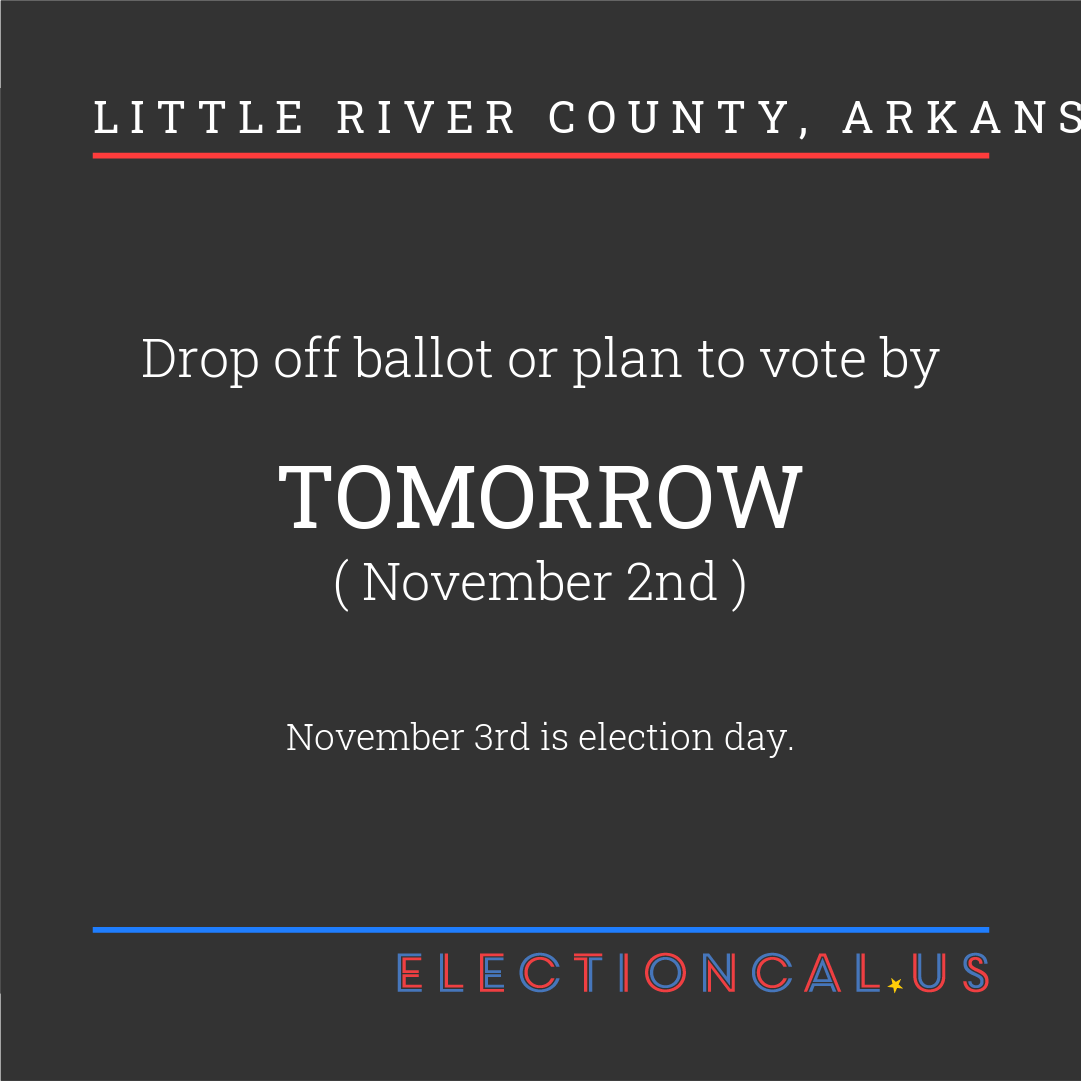 LITTLE RIVER COUNTY, ARKANS
Drop off ballot or plan to vote by
TOMORROW
( November 2nd )
November 3rd is election day.
ELECTIONCAL.US